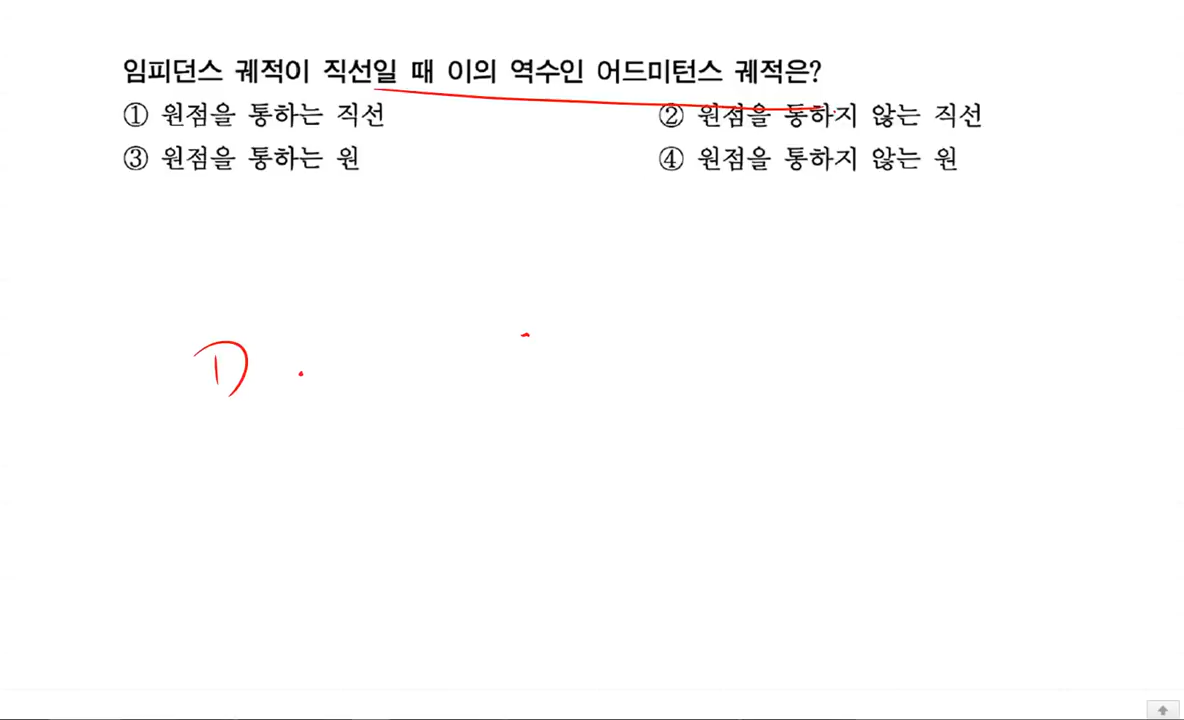 임피던스 궤적이 직선일 때 이의 역수인 어드미턴스 궤적은?
① 원점을 통하는 직선 ② 원점을 통하지 않는 직선
③ 원점을 통하는 원 ④ 원점을 통하지 않는 원